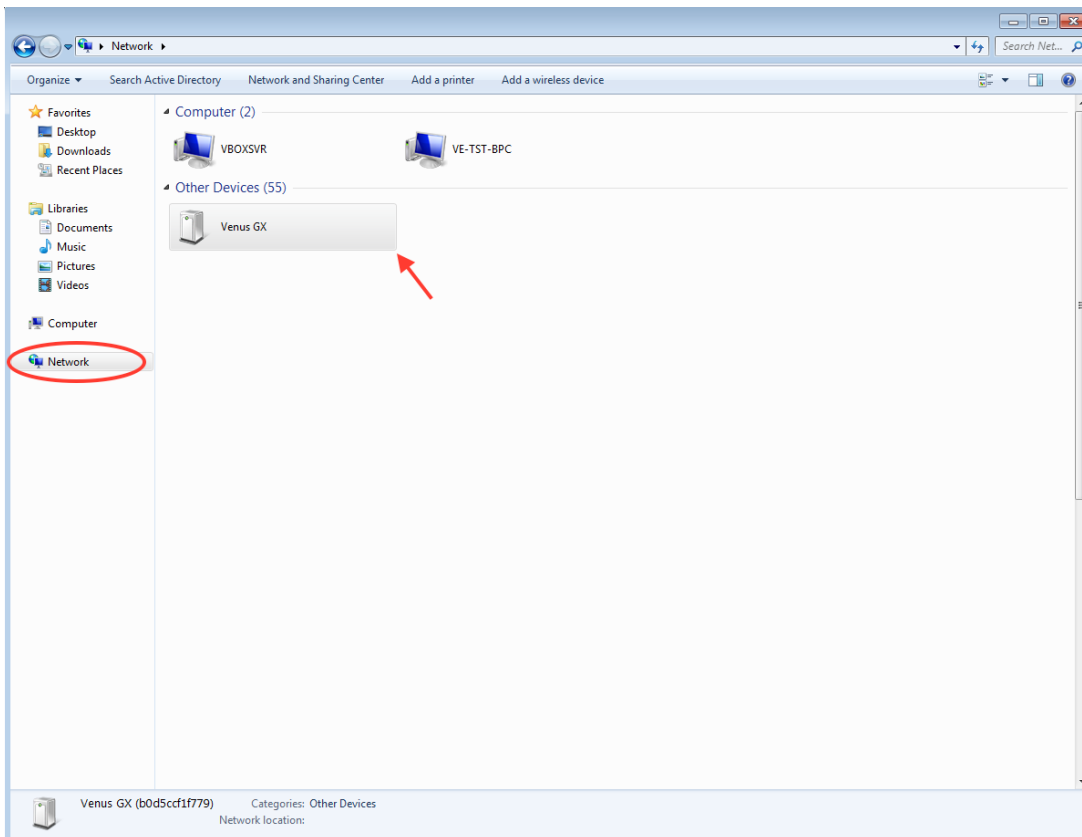 Network
Search Net...
Organize
Search Active Directory
Network and Sharing Center
Add a printer
Add a wireless device
Favorites
Desktop
Downloads
Recent Places
Libraries
Documents
Music
Pictures
Videos
Computer
Network
Computer (2)
VBOXSVR
VE-TST-BPC
Other Devices (55)
Venus GX
Venus GX (b0d5ccf1f779)
Categories: Other Devices
Network location: